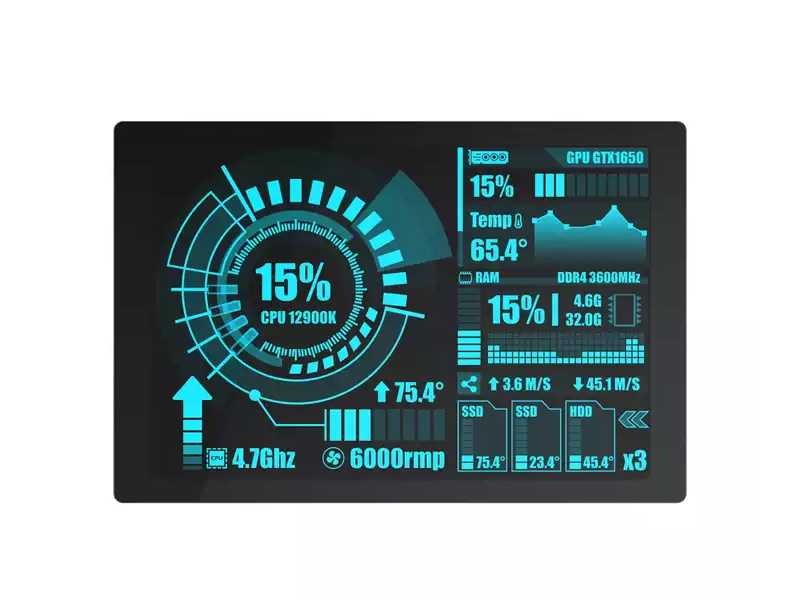 15%
CPU 12900K
75.4°
CPU
4.7Ghz
6000rmp
GPU GTX1650
15%
Temp
65.4°
RAM
DDR4 3600MHz
15%
4.6G
32.0G
3.6 M/S
45.1M/S
SSD
SSD
HDD
75.4°
23.4°
45.4°
x3